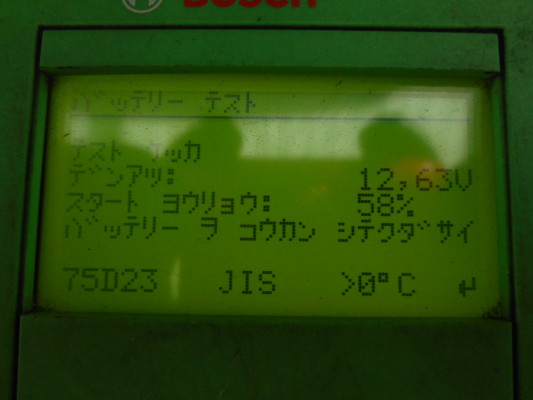 BOSCH
バッテリー テスト
テスト ケッカ
デンアツ: 12,63V
スタート ヨウリョウ: 58%
バッテリー ヲ コウカン シテクダサイ
75D23 JIS >0°C ↵